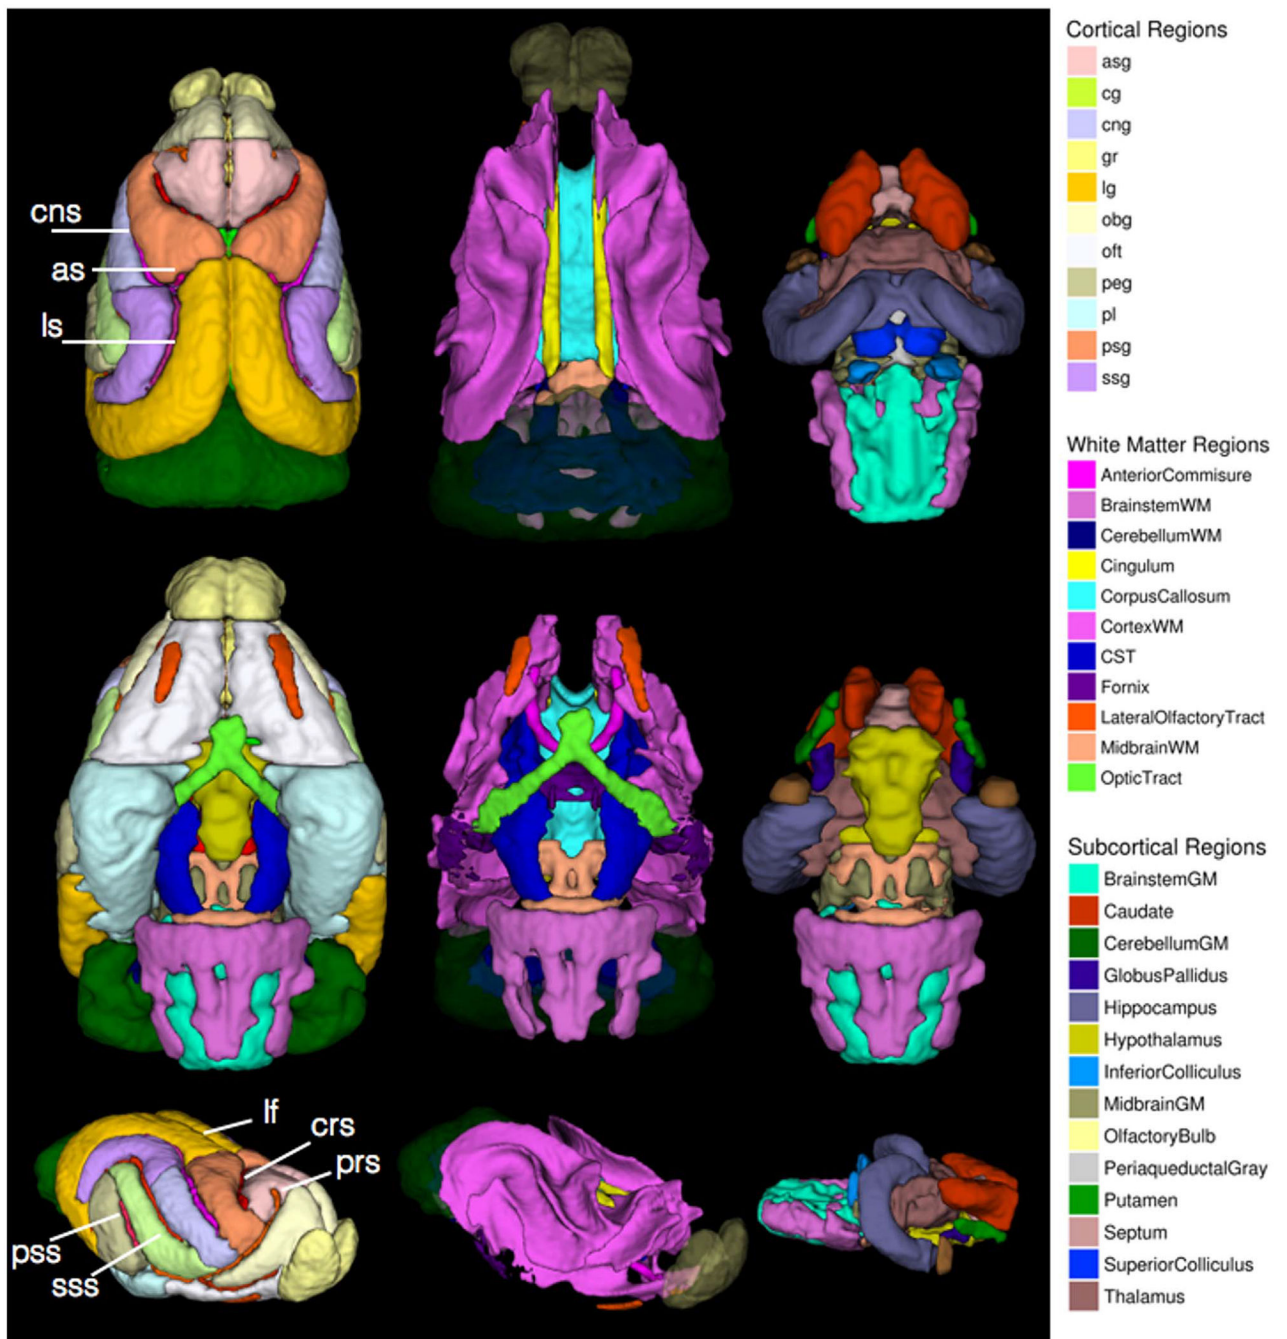 cns
as
ls
lf
crs
prs
pss
sss
Cortical Regions
asg
cg
cng
gr
lg
obg
oft
peg
pl
psg
ssg
White Matter Regions
AnteriorCommisure
BrainstemWM
CerebellumWM
Cingulum
CorpusCallosum
CortexWM
CST
Fornix
LateralOlfactoryTract
MidbrainWM
OpticTract
Subcortical Regions
BrainstemGM
Caudate
CerebellumGM
GlobusPallidus
Hippocampus
Hypothalamus
InferiorColliculus
MidbrainGM
OlfactoryBulb
PeriaqueductalGray
Putamen
Septum
SuperiorColliculus
Thalamus